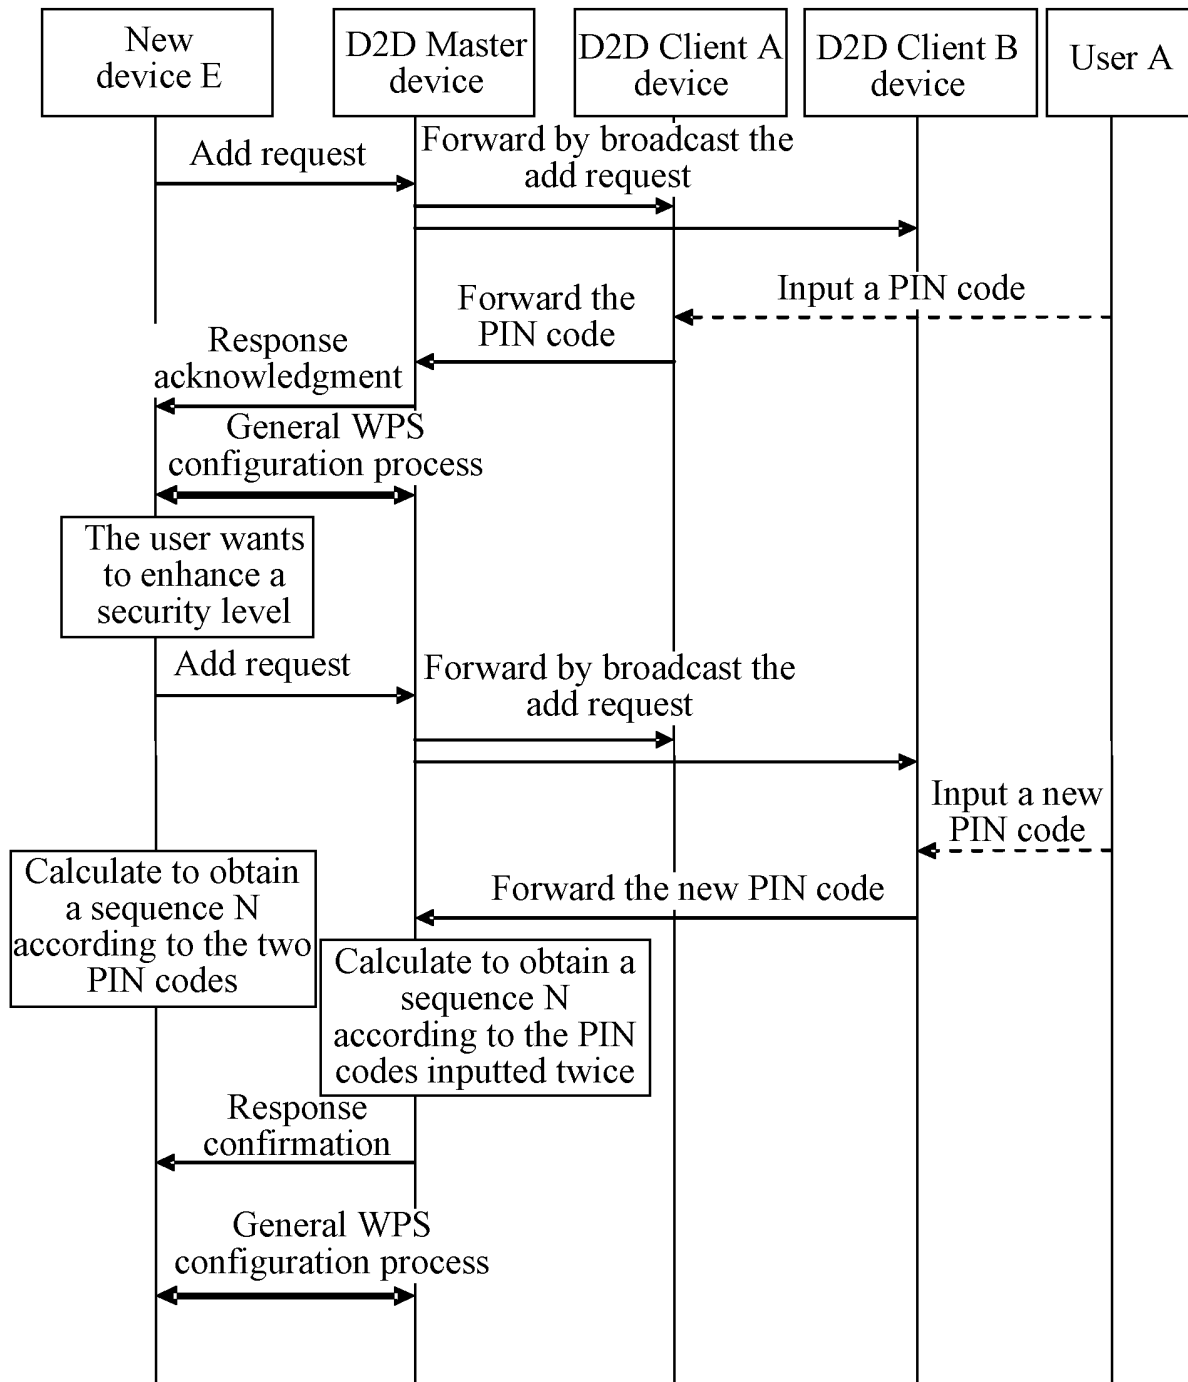 New
device E
D2D Master
device
D2D Client A
device
D2D Client B
device
User A
Add request
Forward by broadcast the
add request
Input a PIN code
Forward the
PIN code
Response
acknowledgment
General WPS
configuration process
The user wants
to enhance a
security level
Add request
Forward by broadcast the
add request
Input a new
PIN code
Calculate to obtain
a sequence N
according to the two
PIN codes
Forward the new PIN code
Calculate to obtain a
sequence N
according to the PIN
codes inputted twice
Response
confirmation
General WPS
configuration process